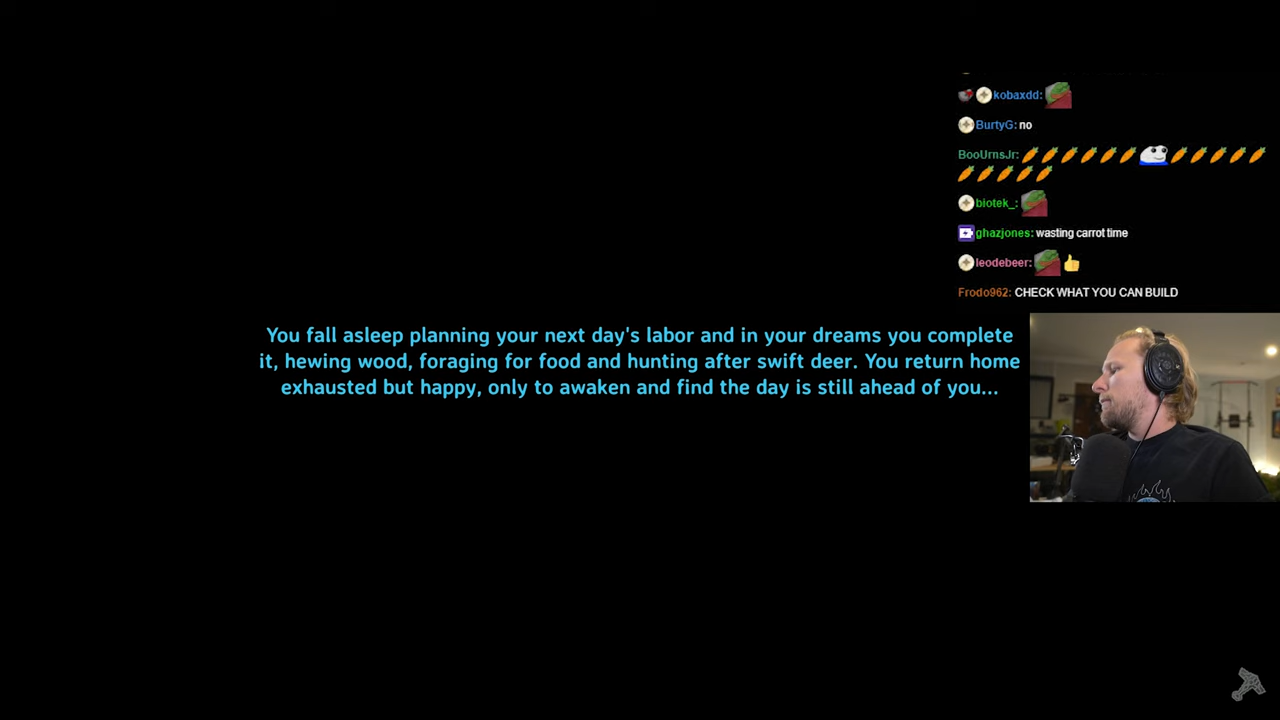 kobaxdd:
BurtyG: no
BooUrnsJr:
biotek_:
ghazjones: wasting carrot time
leodebeer:
Frodo962: CHECK WHAT YOU CAN BUILD
You fall asleep planning your next day's labor and in your dreams you complete
it, hewing wood, foraging for food and hunting after swift deer. You return home
exhausted but happy, only to awaken and find the day is still ahead of you...